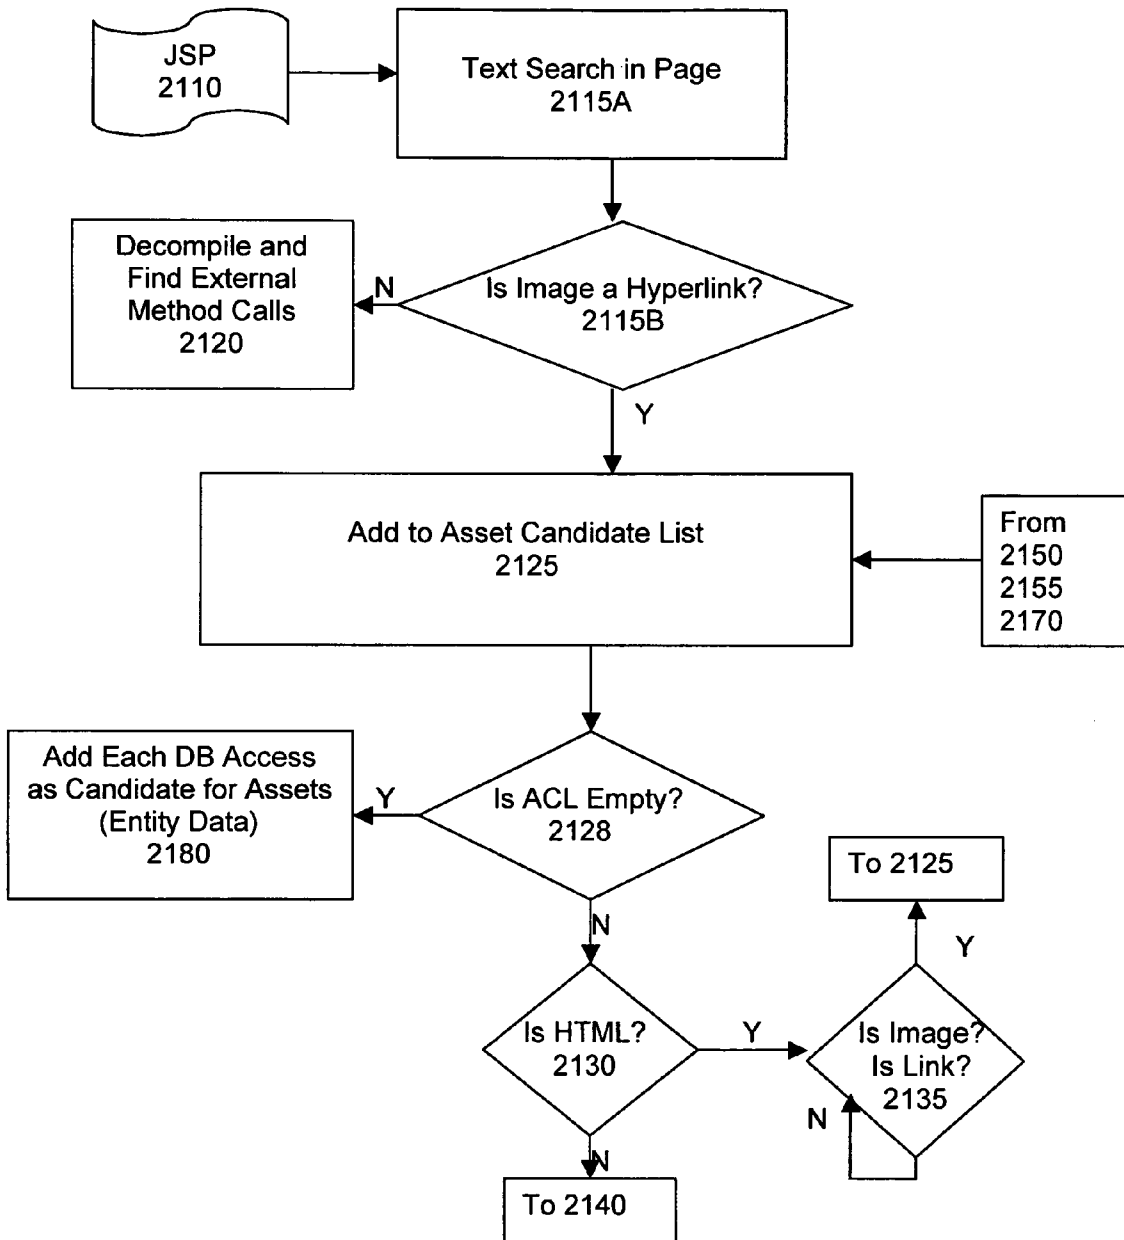 JSP
2110
Text Search in Page
2115A
Decompile and
Find External
Method Calls
2120
N
Is Image a Hyperlink?
2115B
Y
Add to Asset Candidate List
2125
From
2150
2155
2170
Add Each DB Access
as Candidate for Assets
(Entity Data)
2180
Y
Is ACL Empty?
2128
N
To 2125
Y
Is HTML?
2130
Y
Is Image?
Is Link?
2135
N
N
To 2140